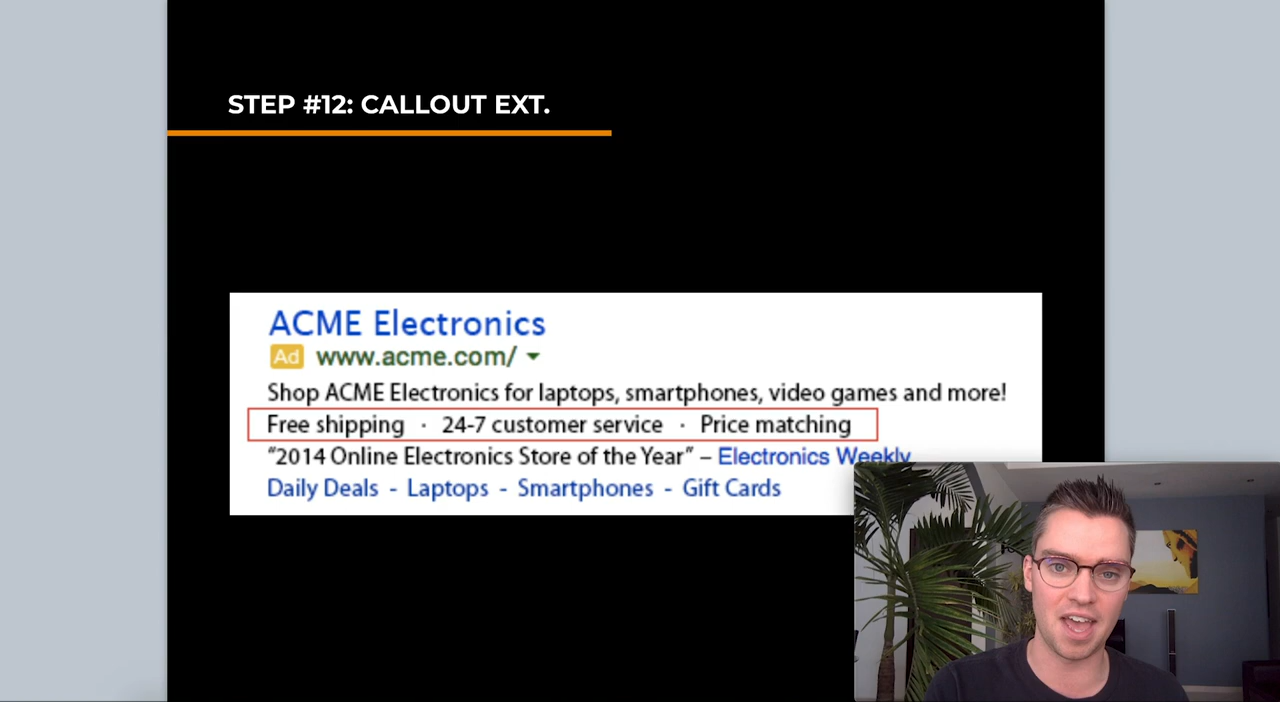 STEP #12: CALLOUT EXT.
ACME Electronics
Ad www.acme.com/
Shop ACME Electronics for laptops, smartphones, video games and more!
Free shipping · 24-7 customer service · Price matching
“2014 Online Electronics Store of the Year” – Electronics Weekly
Daily Deals - Laptops - Smartphones - Gift Cards